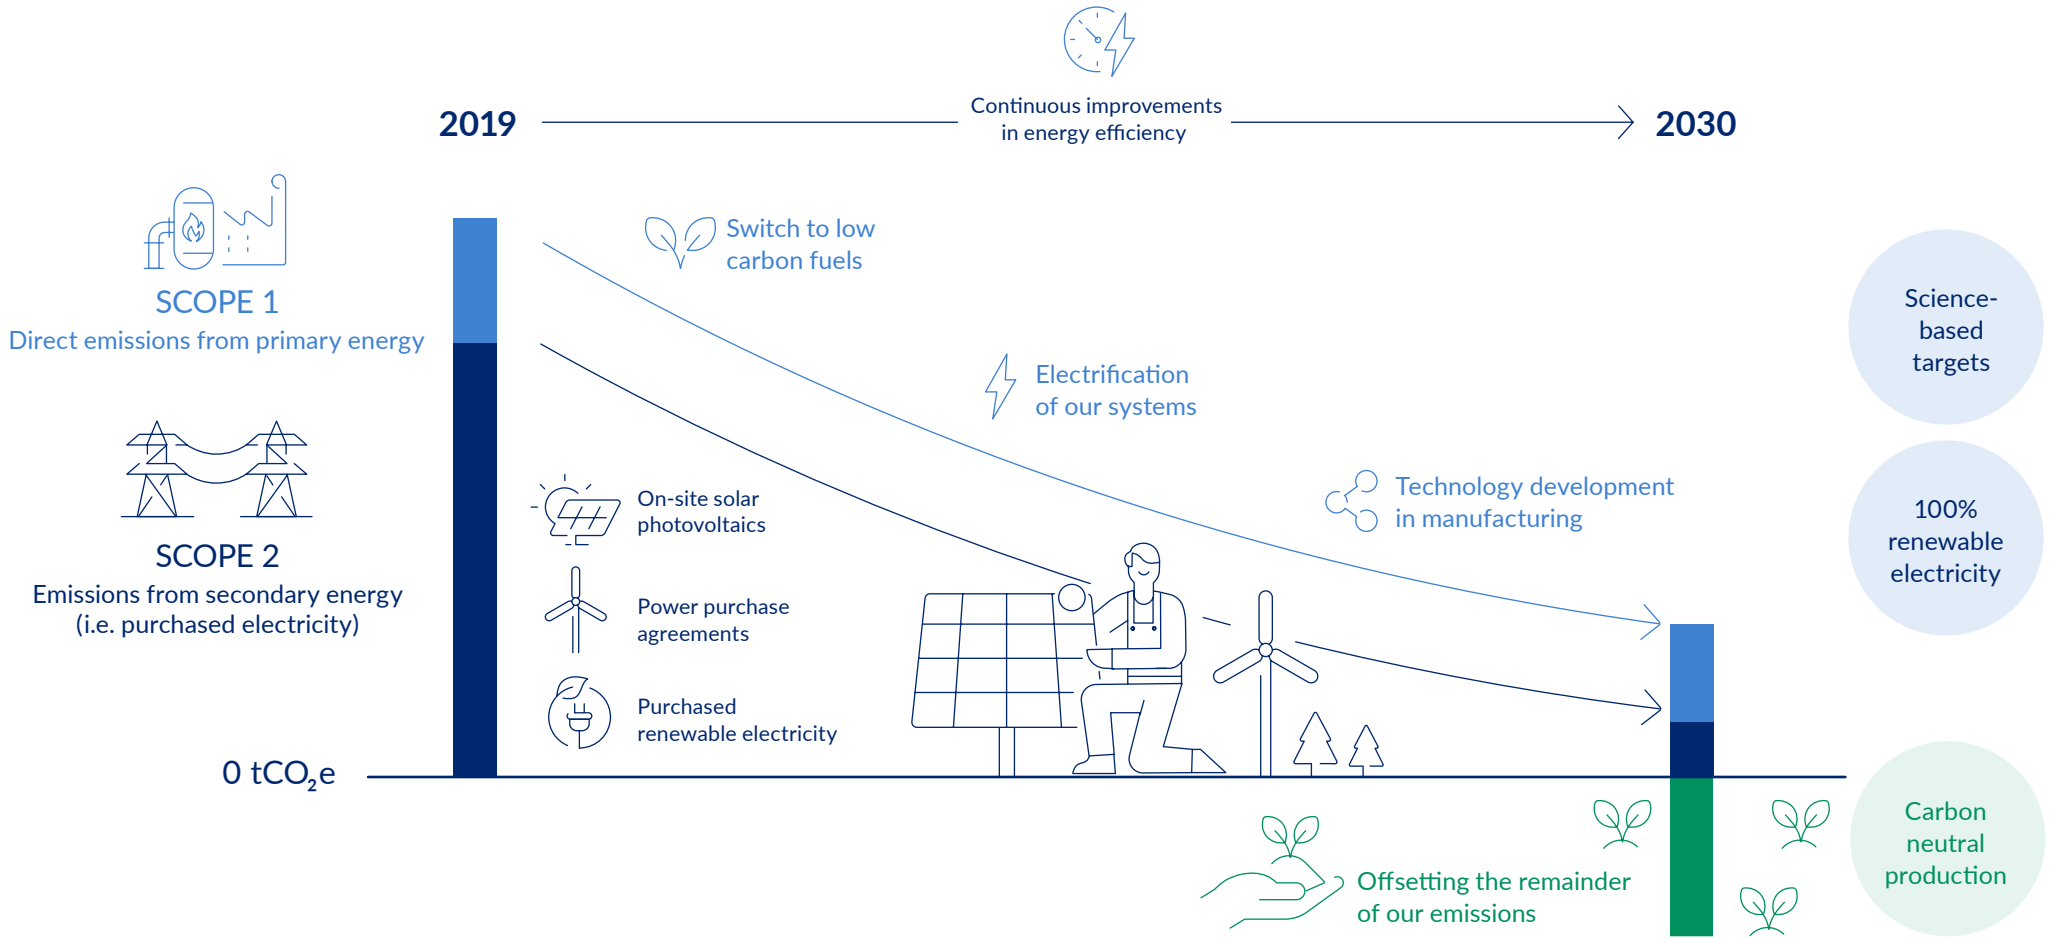 Continuous improvements
in energy efficiency
2019
2030
SCOPE 1
Direct emissions from primary energy
Switch to low
carbon fuels
Science-
based
targets
Electrification
of our systems
SCOPE 2
Emissions from secondary energy
(i.e. purchased electricity)
On-site solar
photovoltaics
Technology development
in manufacturing
100%
renewable
electricity
Power purchase
agreements
Purchased
renewable electricity
0 tCO₂e
Offsetting the remainder
of our emissions
Carbon
neutral
production